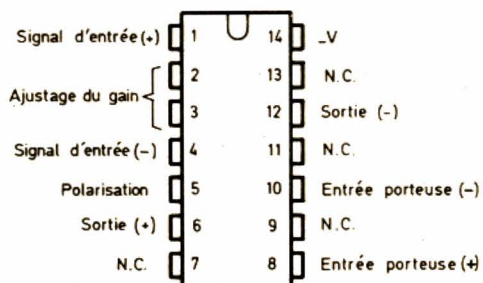 Signal d'entrée (+) 1 14 _V
2 13 N.C.
Ajustage du gain
3 12 Sortie (-)
Signal d'entrée (-) 4 11 N.C.
Polarisation 5 10 Entrée porteuse (-)
Sortie (+) 6 9 N.C.
N.C. 7 8 Entrée porteuse (+)